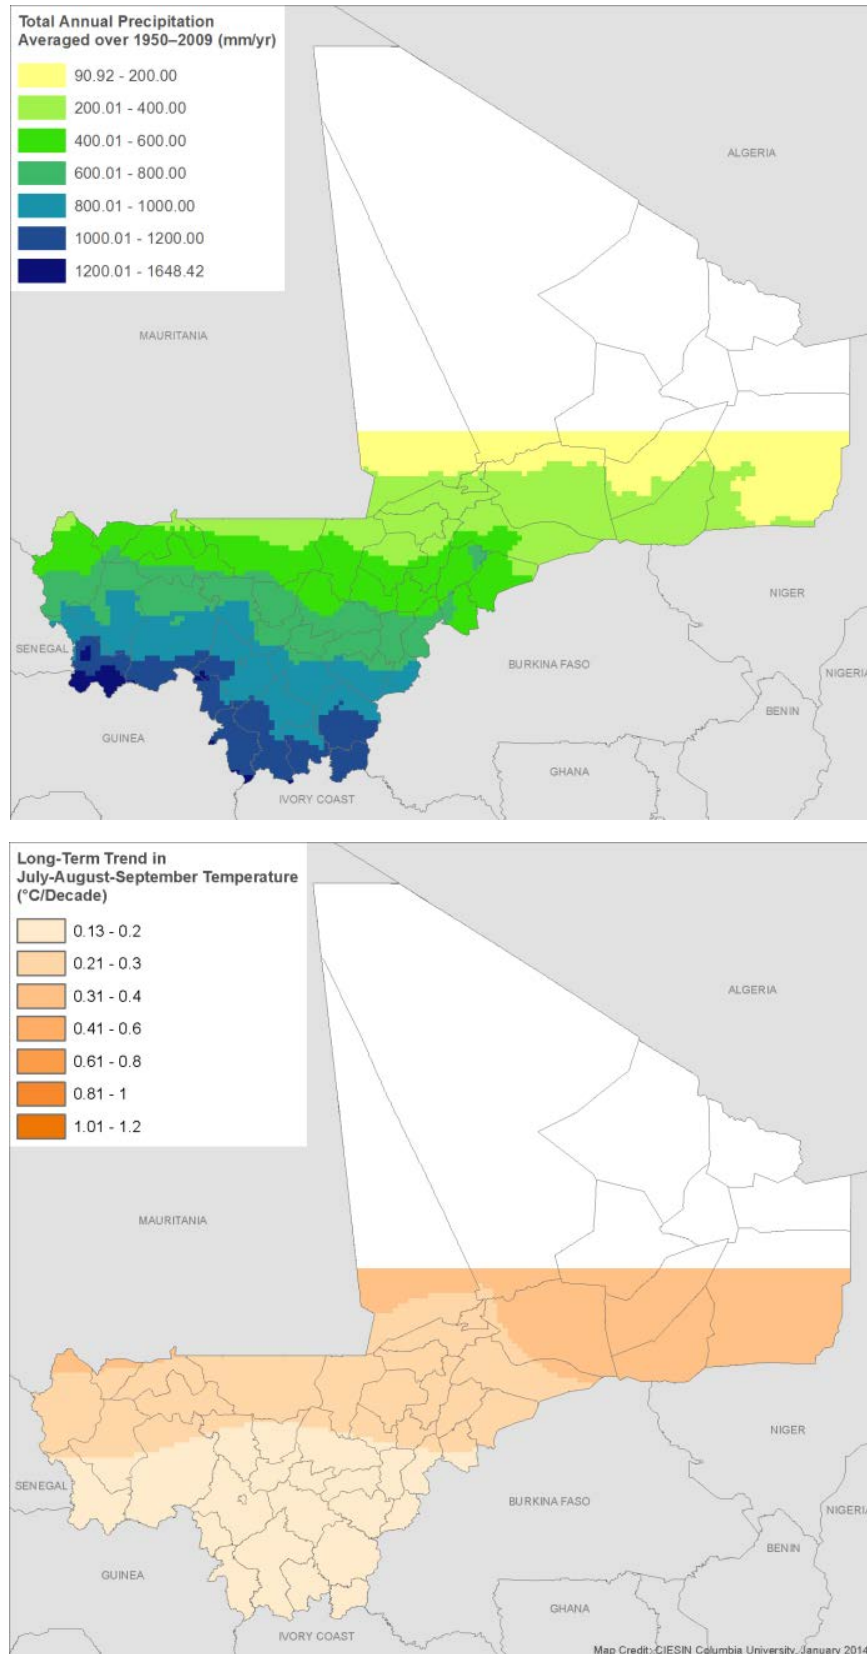 Total Annual Precipitation
Averaged over 1950–2009 (mm/yr)
90.92 - 200.00
200.01 - 400.00
400.01 - 600.00
600.01 - 800.00
800.01 - 1000.00
1000.01 - 1200.00
1200.01 - 1648.42
ALGERIA
MAURITANIA
NIGER
SENEGAL
BURKINA FASO
NIGERIA
BENIN
GUINEA
GHANA
IVORY COAST
Long-Term Trend in
July-August-September Temperature
(°C/Decade)
0.13 - 0.2
0.21 - 0.3
0.31 - 0.4
0.41 - 0.6
0.61 - 0.8
0.81 - 1
1.01 - 1.2
ALGERIA
MAURITANIA
NIGER
SENEGAL
BURKINA FASO
NIGERIA
BENIN
GUINEA
GHANA
IVORY COAST
Map Credit: CIESIN Columbia University, January 2014